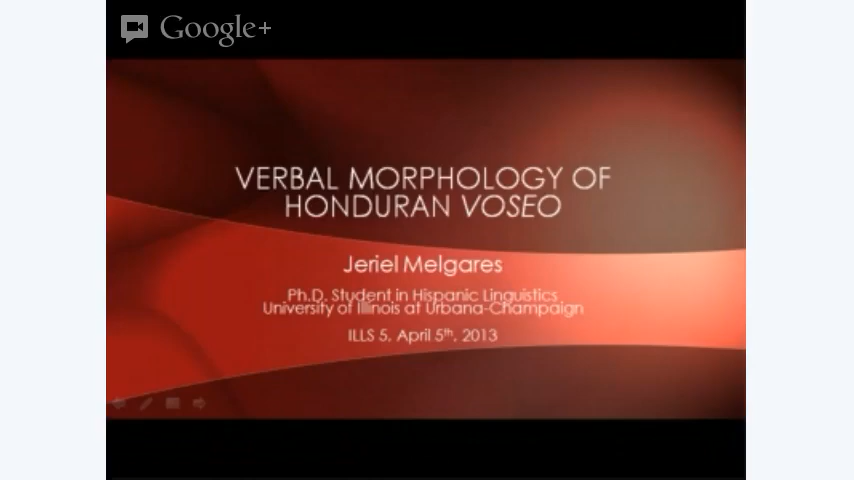 Google+
VERBAL MORPHOLOGY OF
HONDURAN VOSEO
Jeriel Melgares
Ph.D. Student in Hispanic Linguistics
University of Illinois at Urbana-Champaign
ILLS 5, April 5th, 2013